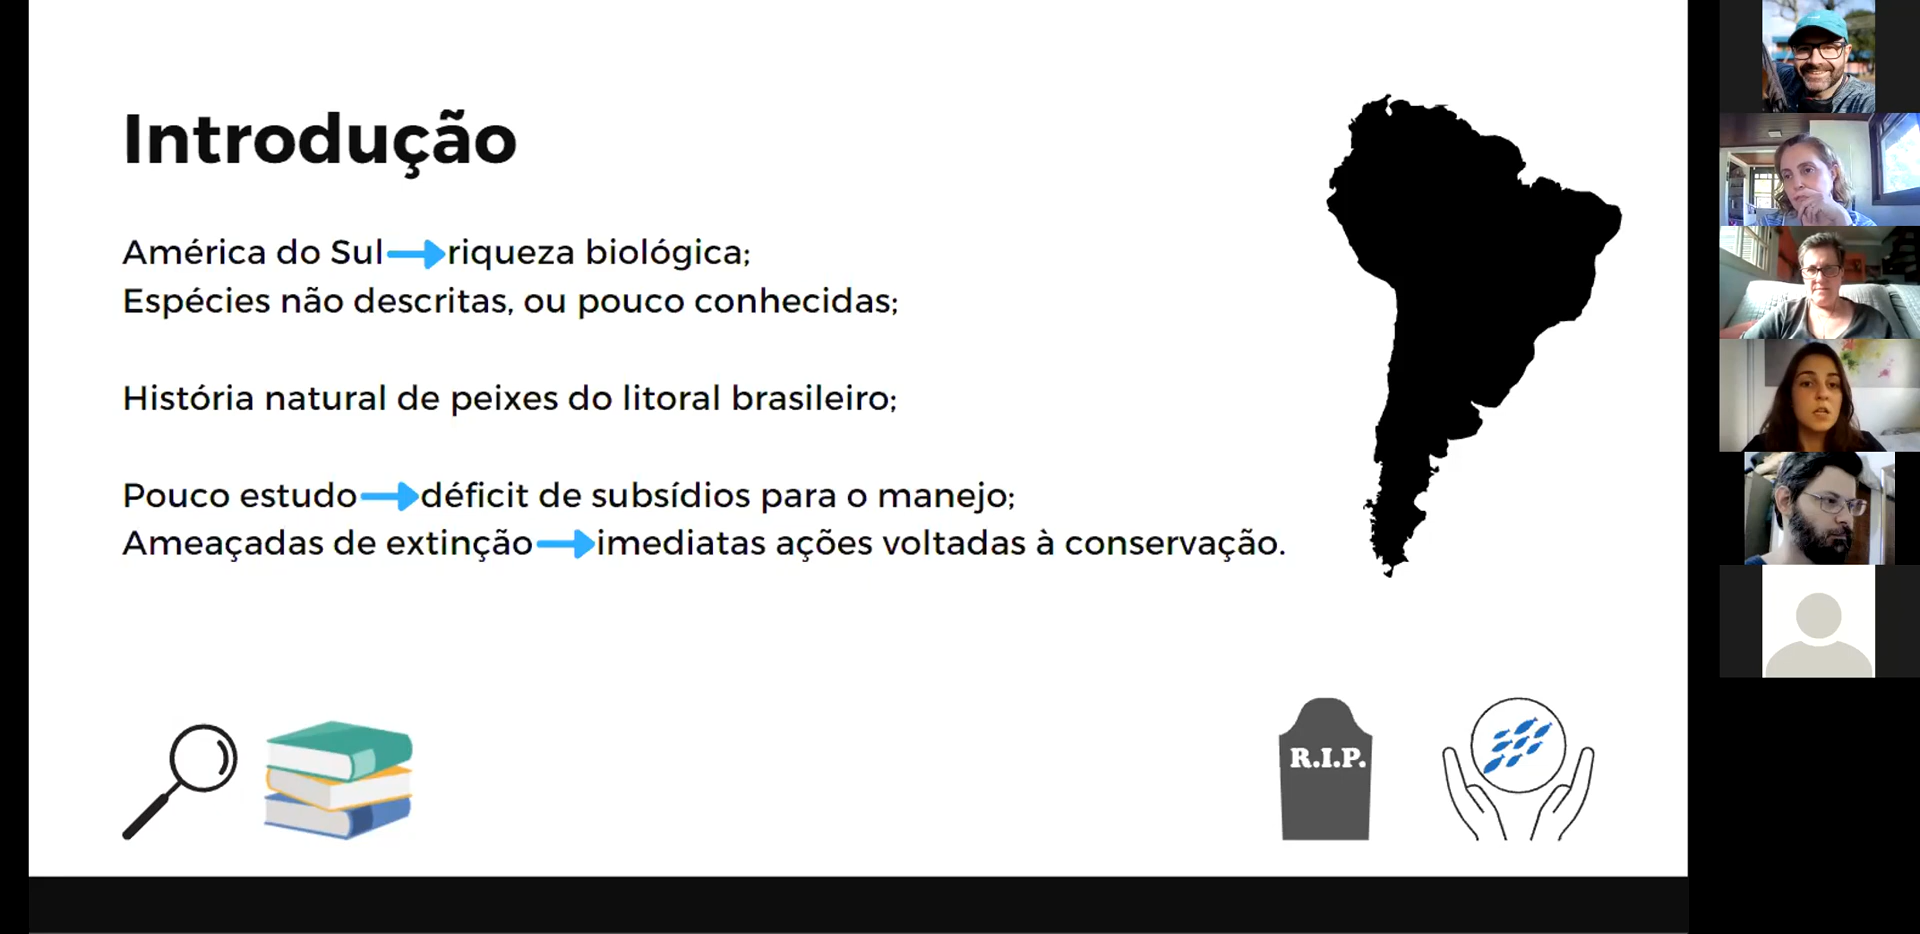 Introdução
América do Sul riqueza biológica;
Espécies não descritas, ou pouco conhecidas;
História natural de peixes do litoral brasileiro;
Pouco estudo déficit de subsídios para o manejo;
Ameaçadas de extinção imediatas ações voltadas à conservação.
R.I.P.